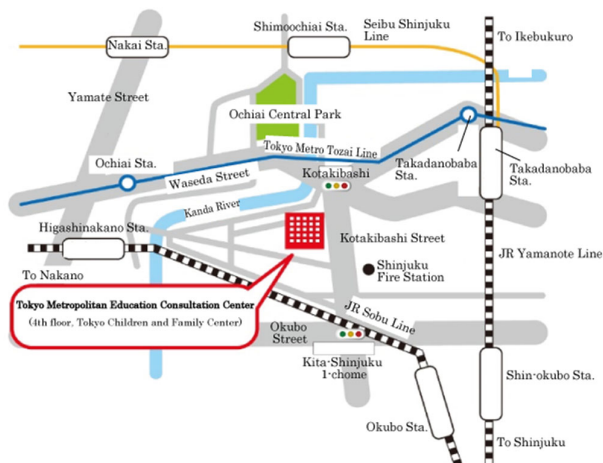 Seibu Shinjuku
Line
Shimoochiai Sta.
Nakai Sta.
To Ikebukuro
Yamate Street
Ochiai Central Park
Tokyo Metro Tozai Line
Ochiai Sta.
Waseda Street
Kotakibashi
Takadanobaba
Sta.
Takadanobaba
Sta.
Kanda River
Higashinakano Sta.
Kotakibashi Street
JR Yamanote Line
To Nakano
Shinjuku
Fire Station
Tokyo Metropolitan Education Consultation Center
(4th floor, Tokyo Children and Family Center)
JR Sobu Line
Okubo
Street
Kita-Shinjuku
1-chome
Shin-okubo Sta.
Okubo Sta.
To Shinjuku